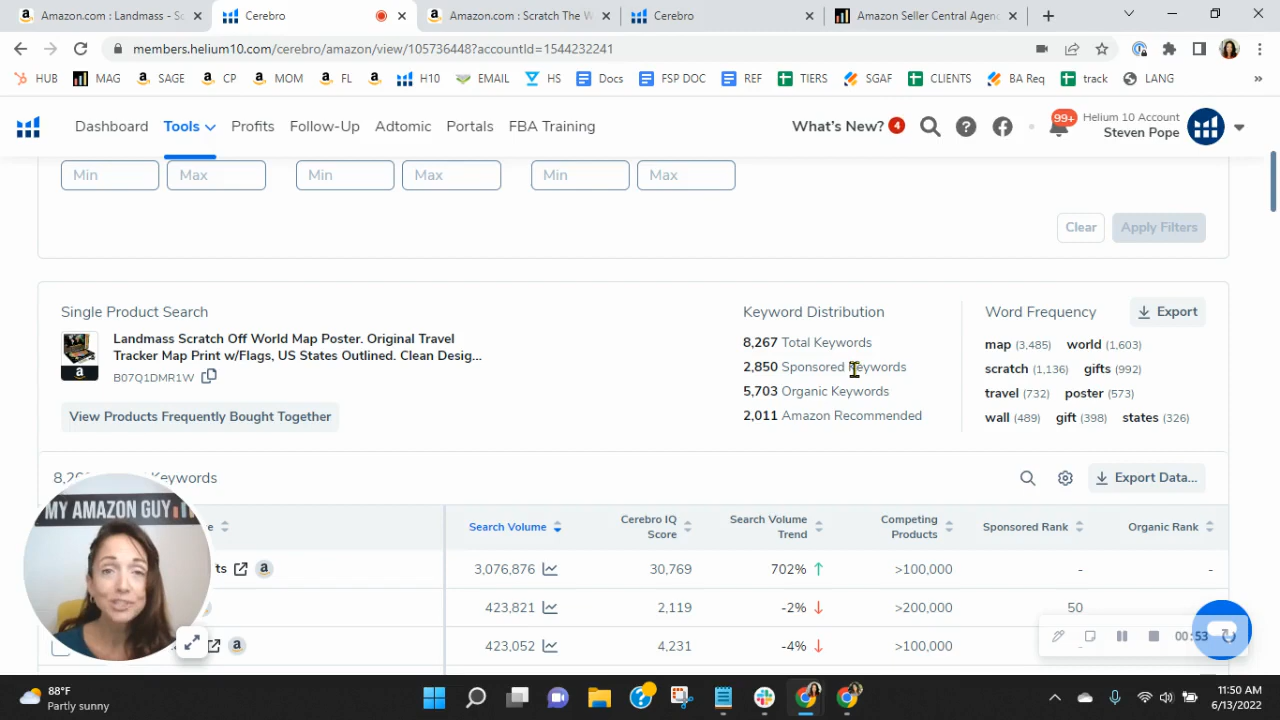 Amazon.com : Landmass - Sc
Cerebro
Amazon.com : Scratch The W
Cerebro
Amazon Seller Central Agenc
members.helium10.com/cerebro/amazon/view/105736448?accountId=1544232241
HUB MAG SAGE CP MOM FL H10 EMAIL HS Docs FSP DOC REF TIERS SGAF CLIENTS BA Req track LANG »
Dashboard Tools Profits Follow-Up Adtomic Portals FBA Training
What's New? 4
99+
Helium 10 Account
Steven Pope
Min Max Min Max Min Max
Clear Apply Filters
Single Product Search
Landmass Scratch Off World Map Poster. Original Travel
Tracker Map Print w/Flags, US States Outlined. Clean Desig...
B07Q1DMR1W
View Products Frequently Bought Together
Keyword Distribution
8,267 Total Keywords
2,850 Sponsored Keywords
5,703 Organic Keywords
2,011 Amazon Recommended
Word Frequency
Export
map (3,485) world (1,603)
scratch (1,136) gifts (992)
travel (732) poster (573)
wall (489) gift (398) states (326)
Keywords
Export Data...
MY AMAZON GUY
Search Volume
Cerebro IQ
Score
Search Volume
Trend
Competing
Products
Sponsored Rank
Organic Rank
ts 3,076,876 30,769 702% >100,000 - -
423,821 2,119 -2% >200,000 50
423,052 4,231 -4% >100,000 -
00:53
88°F
Partly sunny
11:50 AM
6/13/2022